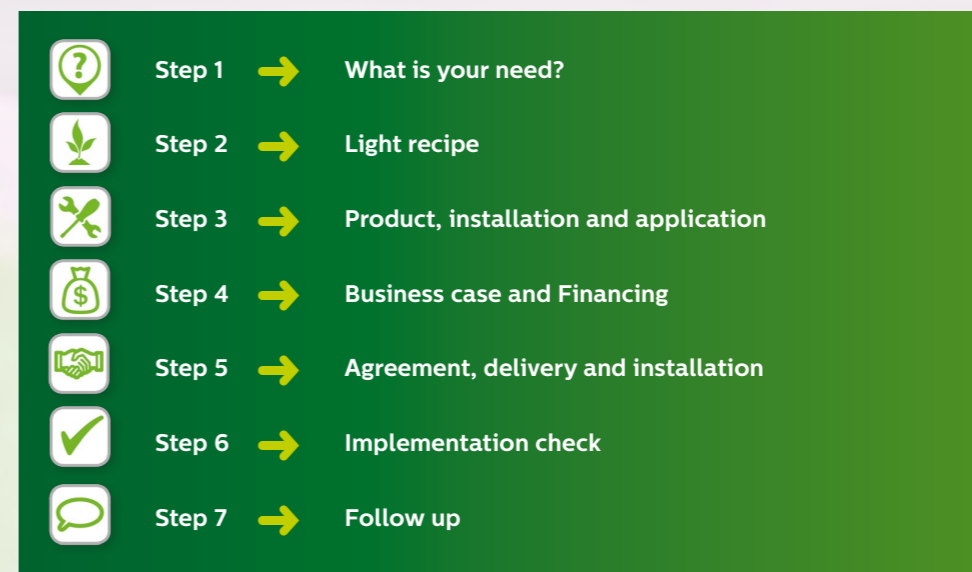 Step 1 What is your need?
Step 2 Light recipe
Step 3 Product, installation and application
Step 4 Business case and Financing
Step 5 Agreement, delivery and installation
Step 6 Implementation check
Step 7 Follow up